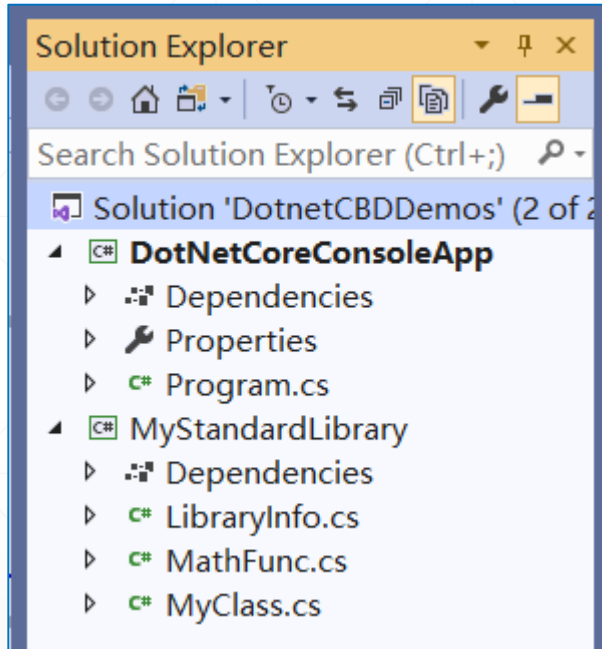 Solution Explorer
Search Solution Explorer (Ctrl+;)
Solution 'DotnetCBDDemos' (2 of
C# DotNetCoreConsoleApp
Dependencies
Properties
C# Program.cs
C# MyStandardLibrary
Dependencies
C# LibraryInfo.cs
C# MathFunc.cs
C# MyClass.cs